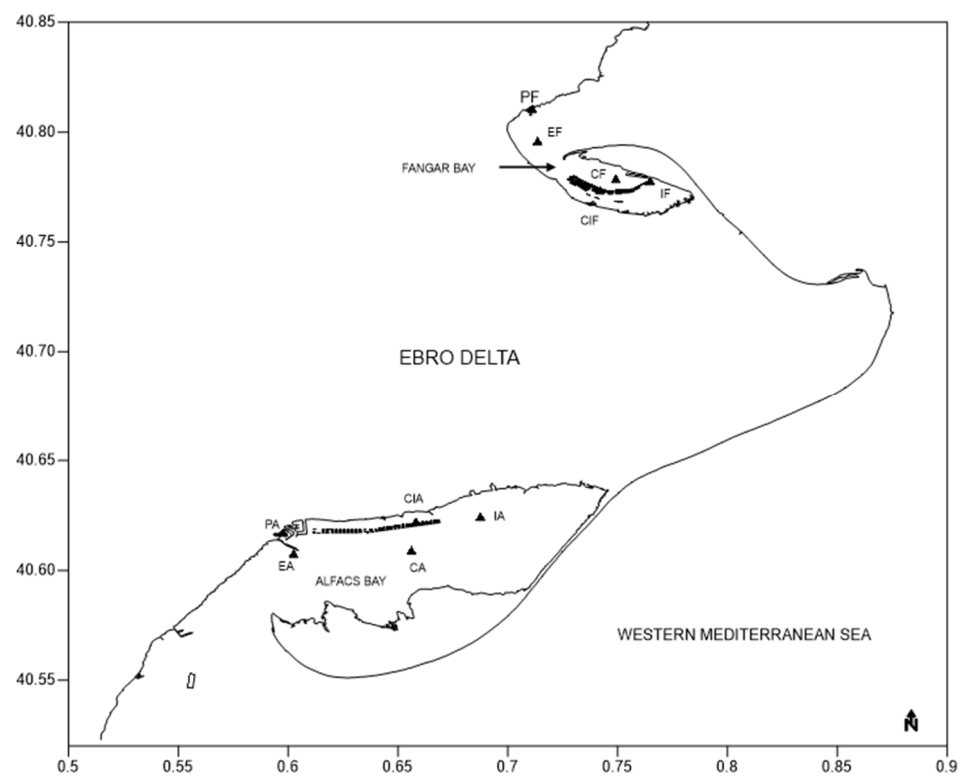 40.85
PF
40.80
EF
FANGAR BAY
CF
IF
CIF
40.75
EBRO DELTA
40.70
40.65
CIA
IA
PA
EA
CA
40.60
ALFACS BAY
WESTERN MEDITERRANEAN SEA
40.55
N
0.5 0.55 0.6 0.65 0.7 0.75 0.8 0.85 0.9